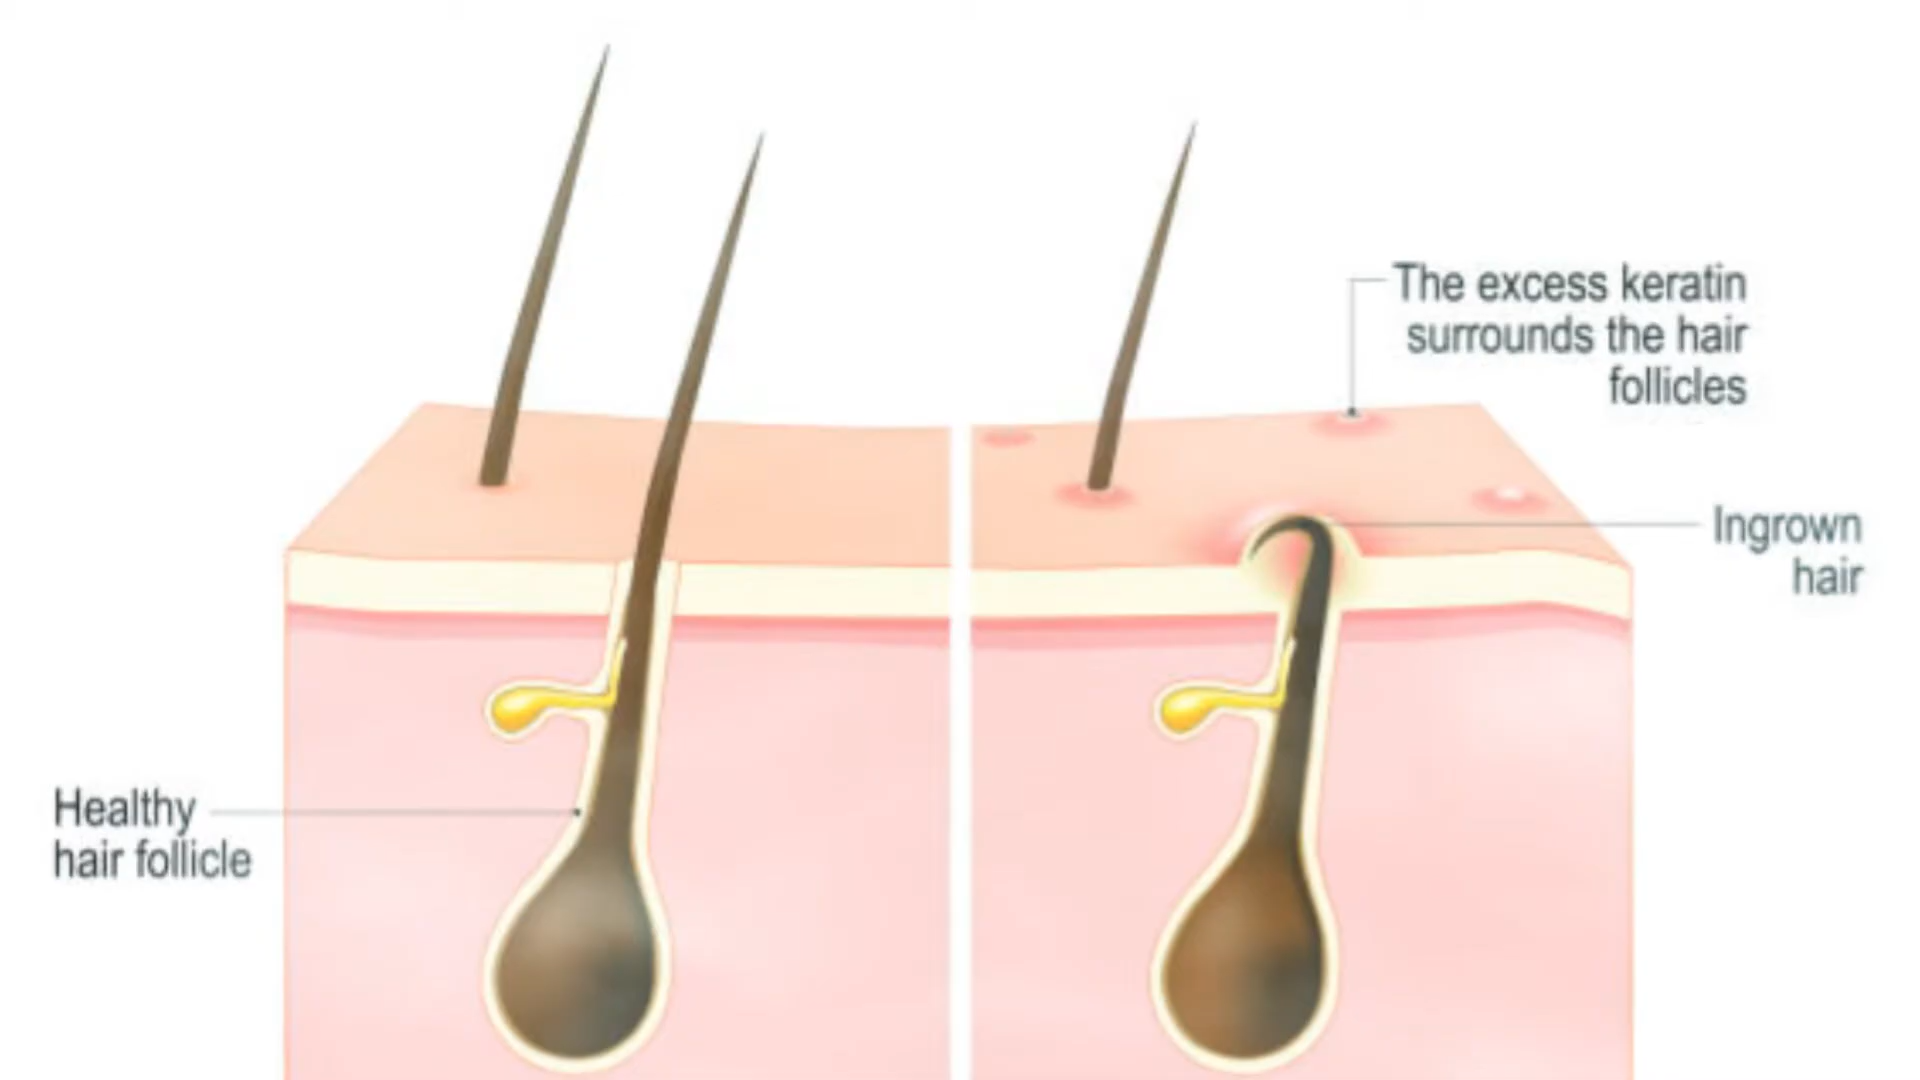 The excess keratin
surrounds the hair
follicles
Ingrown
hair
Healthy
hair follicle